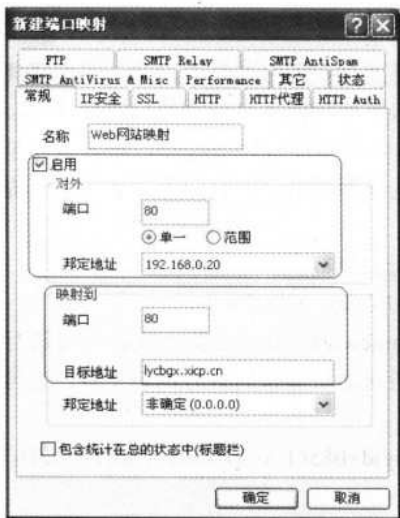 新建端口映射
FTP SMTP Relay SMTP AntiSpam
SMTP AntiVirus & Misc Performance 其它 状态
常规 IP安全 SSL HTTP HTTP代理 HTTP Auth
名称 Web网站映射
启用
对外
端口 80
单一 范围
邦定地址 192.168.0.20
映射到
端口 80
目标地址 lycbgx.xicp.cn
邦定地址 非确定 (0.0.0.0)
包含统计在总的状态中(标题栏)
确定 取消